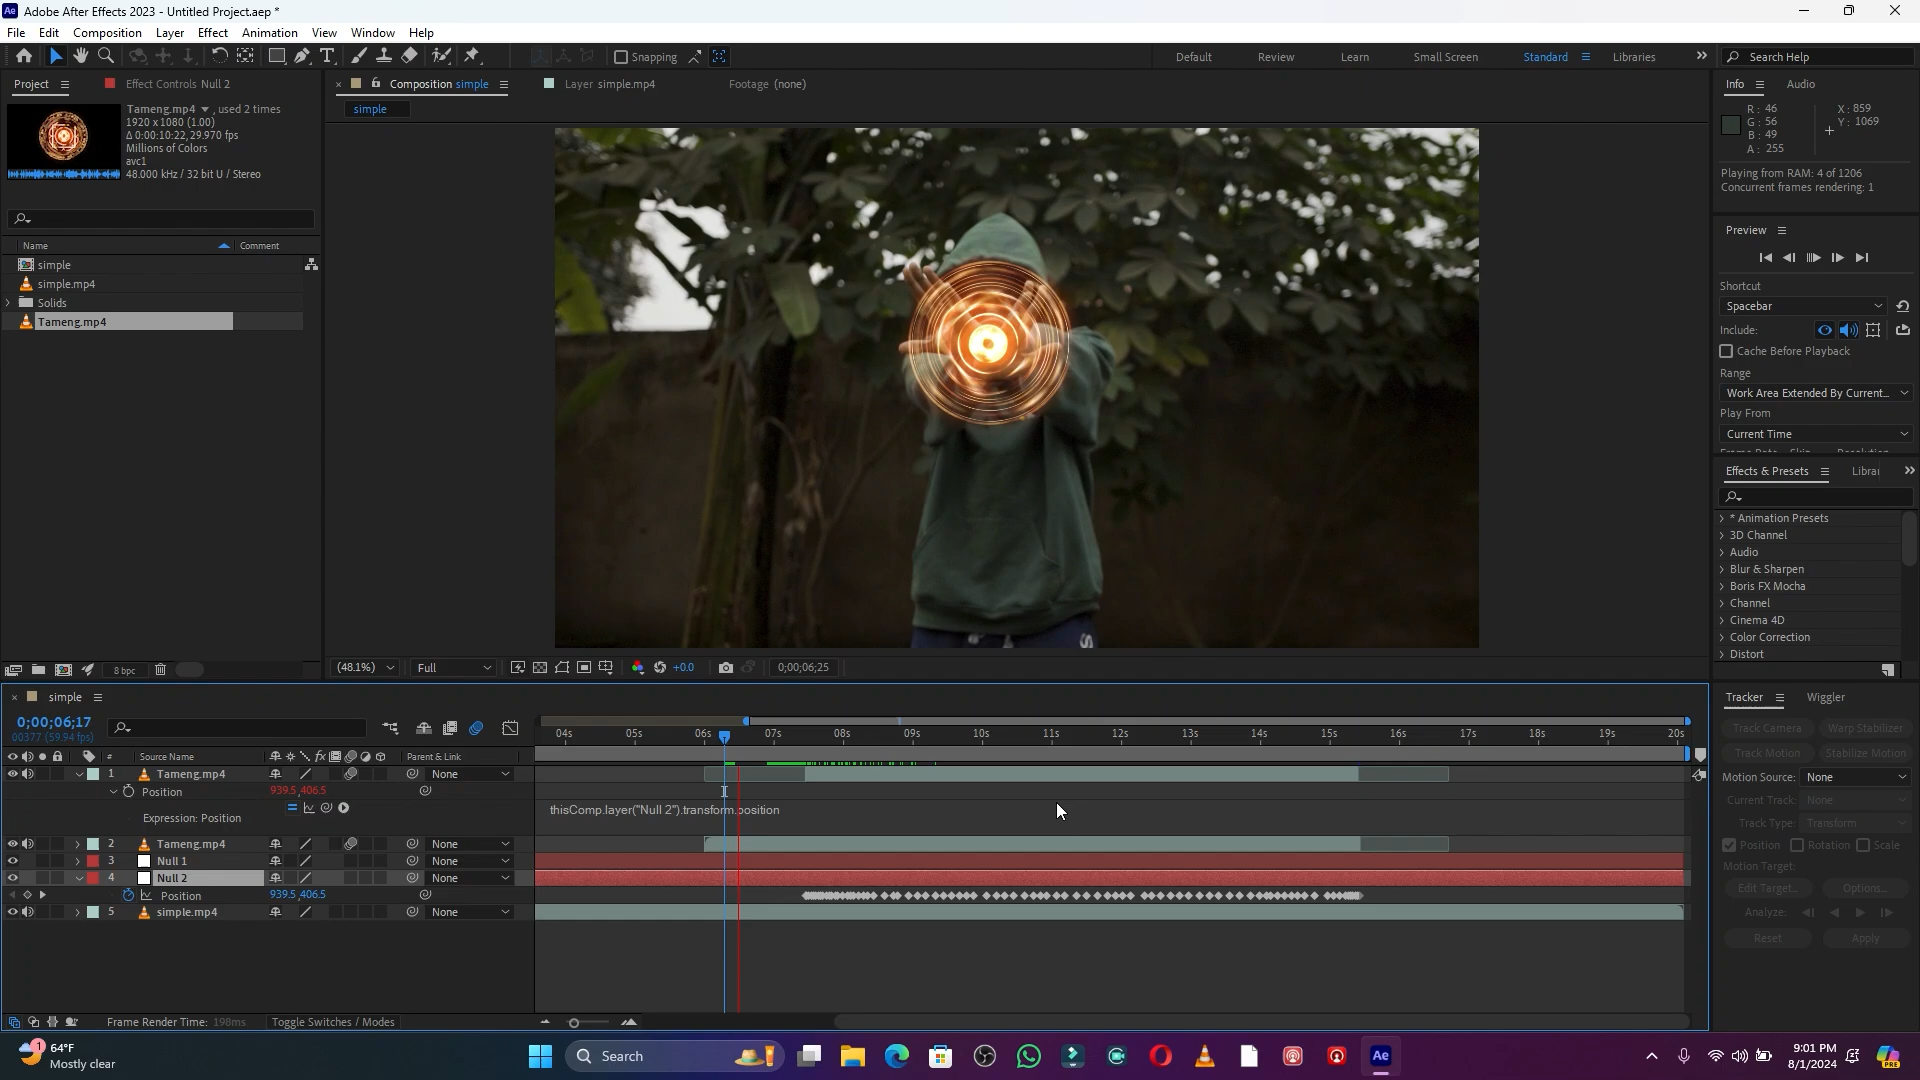 Adobe After Effects 2023 - Untitled Project.aep *
File Edit Composition Layer Effect Animation View Window Help
Snapping
Default Review Learn Small Screen Standard Libraries
Search Help
Project
Effect Controls Null 2
Composition simple
Layer simple.mp4
Footage (none)
Info Audio
simple
Tameng.mp4 , used 2 times
1920 x 1080 (1.00)
Δ 0:00:10:22, 29.970 fps
Millions of Colors
avc1
48.000 kHz / 32 bit U / Stereo
R: 46
G: 56
B: 49
A: 255
X: 859
Y: 1069
Playing from RAM: 4 of 1206
Concurrent frames rendering: 1
Preview
Shortcut
Spacebar
Include:
Cache Before Playback
Range
Work Area Extended By Current...
Play From
Current Time
Name Comment
simple
simple.mp4
Solids
Tameng.mp4
Effects & Presets Librai
* Animation Presets
3D Channel
Audio
Blur & Sharpen
Boris FX Mocha
Channel
Cinema 4D
Color Correction
Distort
8 bpc
(48.1%) Full +0.0 0;00;06;25
simple
0;00;06;17
00377 (59.94 fps)
04s 05s 06s 07s 08s 09s 10s 11s 12s 13s 14s 15s 16s 17s 18s 19s 20s
# Source Name Parent & Link
1 Tameng.mp4 None
Position 939.5,406.5
Expression: Position
thisComp.layer("Null 2").transform.position
2 Tameng.mp4 None
3 Null 1 None
4 Null 2 None
Position 939.5,406.5
5 simple.mp4 None
Frame Render Time: 198ms Toggle Switches / Modes
Tracker Wiggler
Track Camera Warp Stabilizer
Track Motion Stabilize Motion
Motion Source: None
Current Track: None
Track Type: Transform
Position Rotation Scale
Motion Target:
Edit Target... Options...
Analyze:
Reset Apply
1
64°F
Mostly clear
Search
Ae
9:01 PM
8/1/2024
PRE